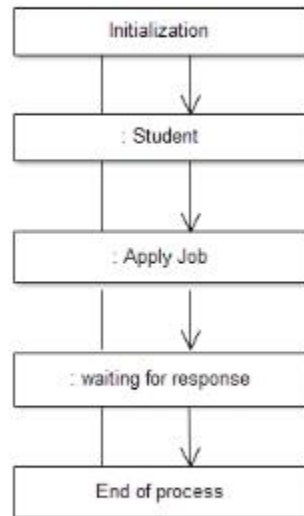 Initialization
: Student
: Apply Job
: waiting for response
End of process